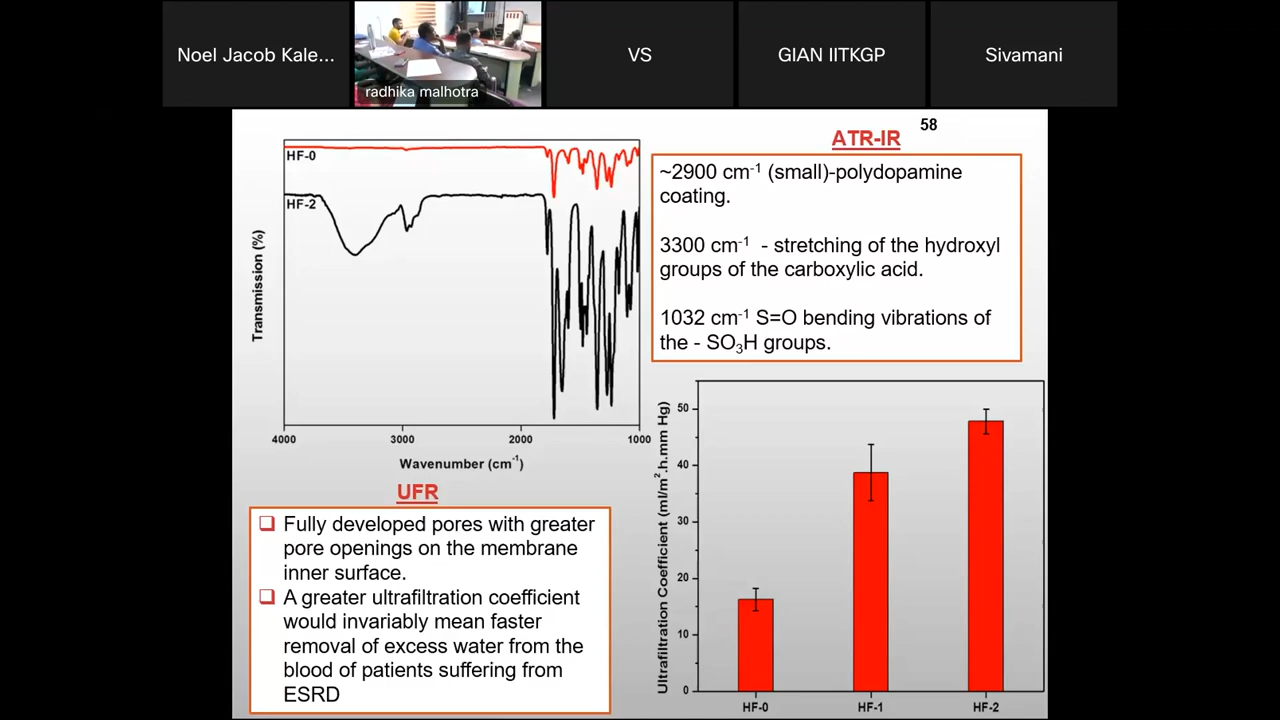 Noel Jacob Kale...
radhika malhotra
VS
GIAN IITKGP
Sivamani
58
HF-0
HF-2
Transmission (%)
4000
3000
2000
1000
Wavenumber (cm⁻¹)
ATR-IR
~2900 cm⁻¹ (small)-polydopamine
coating.
3300 cm⁻¹ - stretching of the hydroxyl
groups of the carboxylic acid.
1032 cm⁻¹ S=O bending vibrations of
the - SO₃H groups.
UFR
Fully developed pores with greater
pore openings on the membrane
inner surface.
A greater ultrafiltration coefficient
would invariably mean faster
removal of excess water from the
blood of patients suffering from
ESRD
Ultrafiltration Coefficient (ml/m².h.mm Hg)
50
40
30
20
10
0
HF-0
HF-1
HF-2